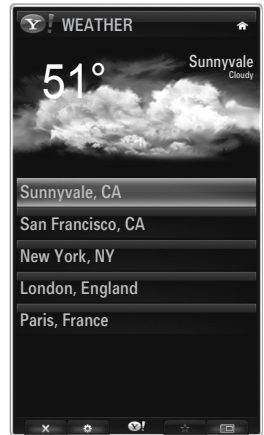 Y! WEATHER
51°
Sunnyvale
Cloudy
Sunnyvale, CA
San Francisco, CA
New York, NY
London, England
Paris, France
Y!